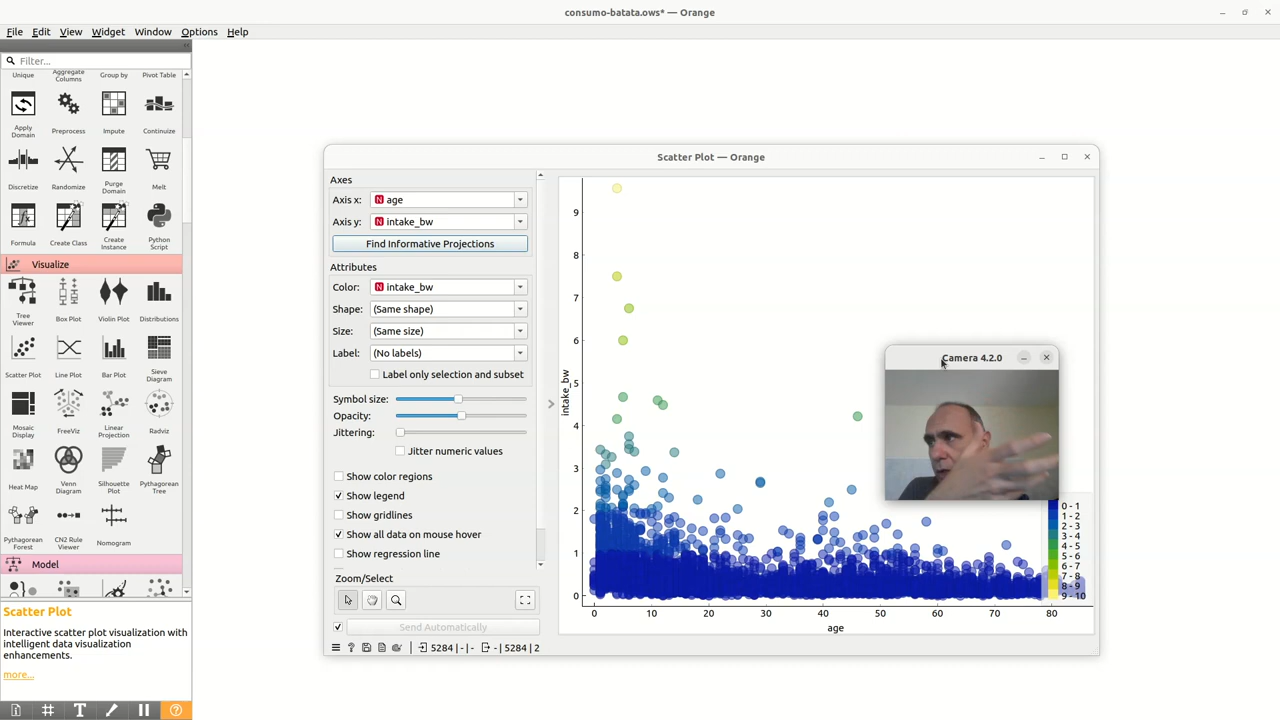 consumo-batata.ows* — Orange
File Edit View Widget Window Options Help
Filter...
Unique Aggregate Columns Group by Pivot Table
Apply Domain Preprocess Impute Continuize
Discretize Randomize Purge Domain Melt
Formula Create Class Create Instance Python Script
Visualize
Tree Viewer Box Plot Violin Plot Distributions
Scatter Plot Line Plot Bar Plot Sieve Diagram
Mosaic Display FreeViz Linear Projection Radviz
Heat Map Venn Diagram Silhouette Plot Pythagorean Tree
Pythagorean Forest CN2 Rule Viewer Nomogram
Model
Scatter Plot
Interactive scatter plot visualization with
intelligent data visualization
enhancements.
more...
Scatter Plot — Orange
Axes
Axis x: N age
Axis y: N intake_bw
Find Informative Projections
Attributes
Color: N intake_bw
Shape: (Same shape)
Size: (Same size)
Label: (No labels)
Label only selection and subset
Symbol size:
Opacity:
Jittering:
Jitter numeric values
Show color regions
Show legend
Show gridlines
Show all data on mouse hover
Show regression line
Zoom/Select
Send Automatically
5284 | - | - - | 5284 | 2
intake_bw
9
8
7
6
5
4
3
2
1
0
0 10 20 30 40 50 60 70 80
age
Camera 4.2.0
0 - 1
1 - 2
2 - 3
3 - 4
4 - 5
5 - 6
6 - 7
7 - 8
8 - 9
9 - 10